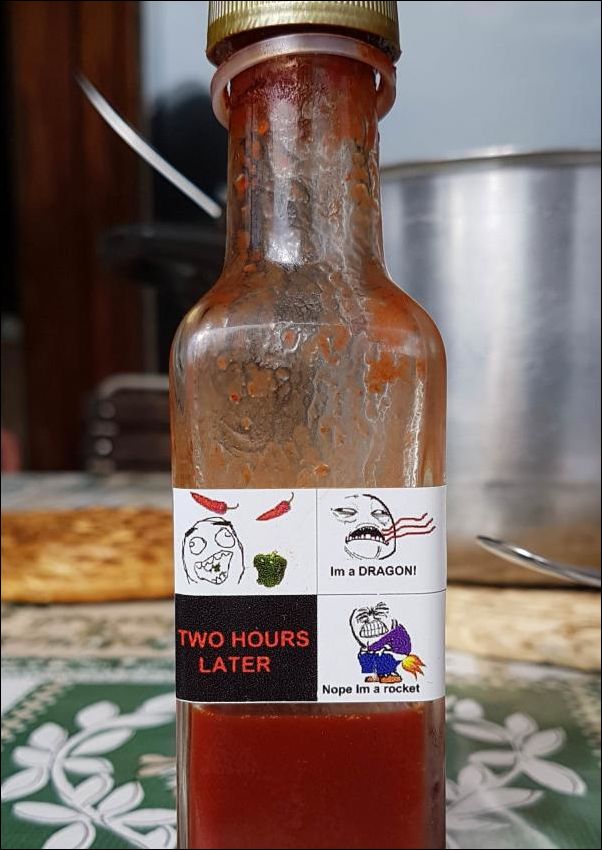 Im a DRAGON!
TWO HOURS
LATER
Nope Im a rocket